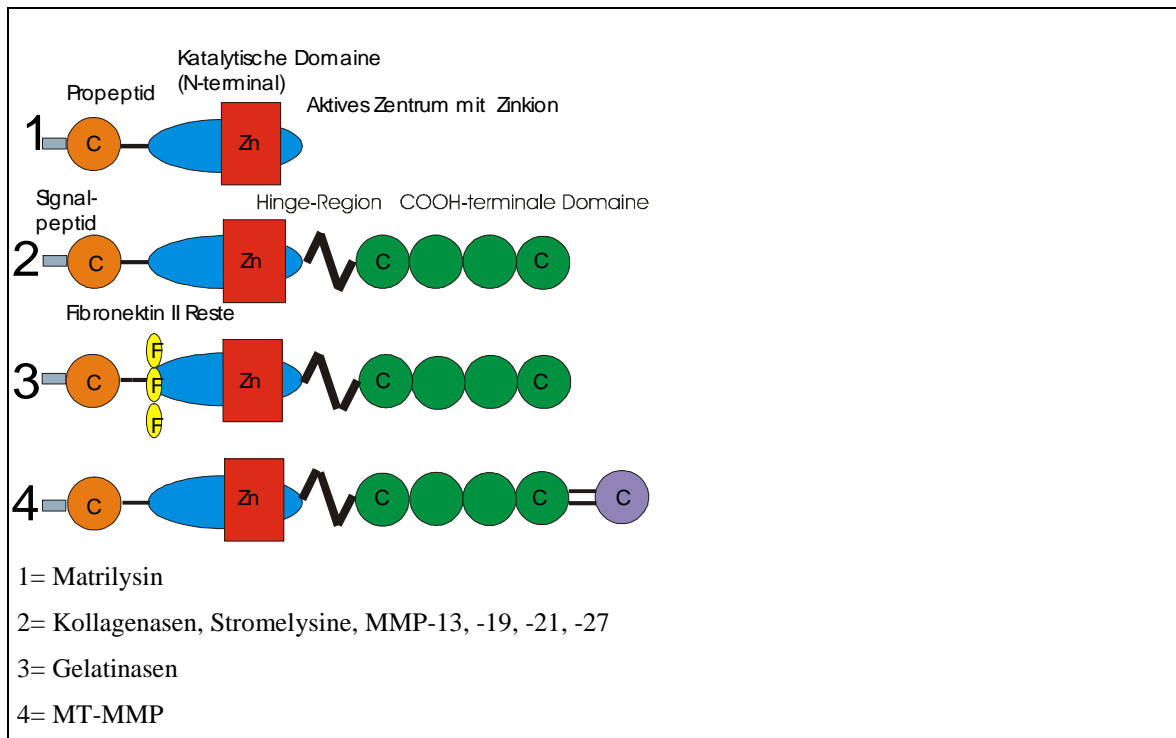 Katalytische Domaine
(N-terminal)
Propeptid
Aktives Zentrum mit Zinkion
1 C Zn
Signal-
peptid
Hinge-Region COOH-terminale Domaine
2 C Zn C C
Fibronektin II Reste
F
3 C F Zn C C
F
4 C Zn C C C
1= Matrilysin
2= Kollagenasen, Stromelysine, MMP-13, -19, -21, -27
3= Gelatinasen
4= MT-MMP